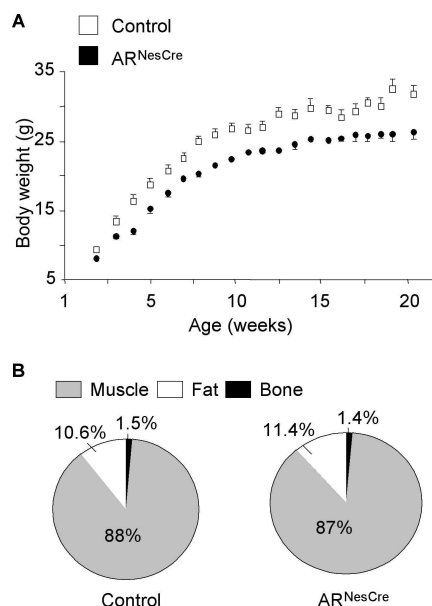 A
Control
AR^NesCre
35
25
15
5
Body weight (g)
1 5 10 15 20
Age (weeks)
B
Muscle Fat Bone
10.6% 1.5% 11.4% 1.4%
88% 87%
Control AR^NesCre